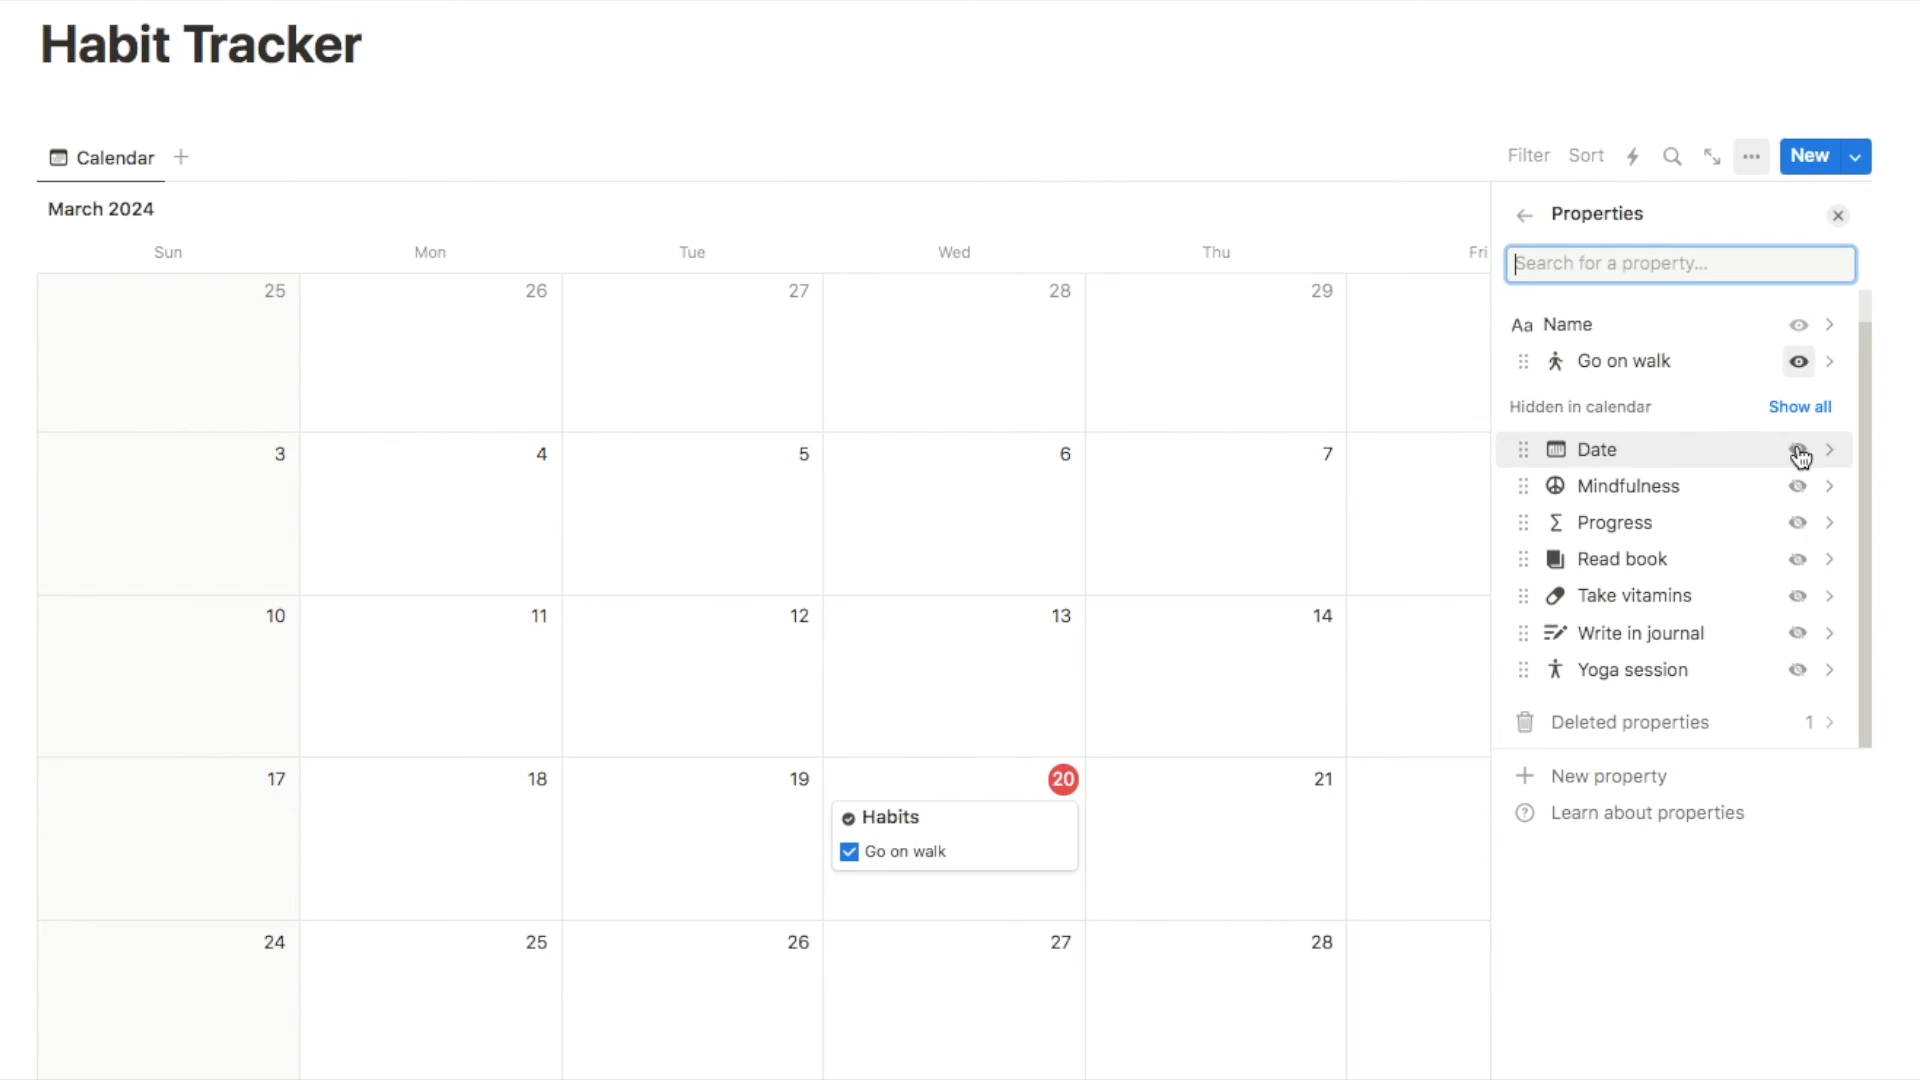 Habit Tracker
Calendar
Filter Sort New
March 2024
Sun Mon Tue Wed Thu Fri
25 26 27 28 29
3 4 5 6 7
10 11 12 13 14
17 18 19 20 21
Habits
Go on walk
24 25 26 27 28
Properties
Search for a property...
Aa Name
Go on walk
Hidden in calendar Show all
Date
Mindfulness
Progress
Read book
Take vitamins
Write in journal
Yoga session
Deleted properties 1
New property
Learn about properties